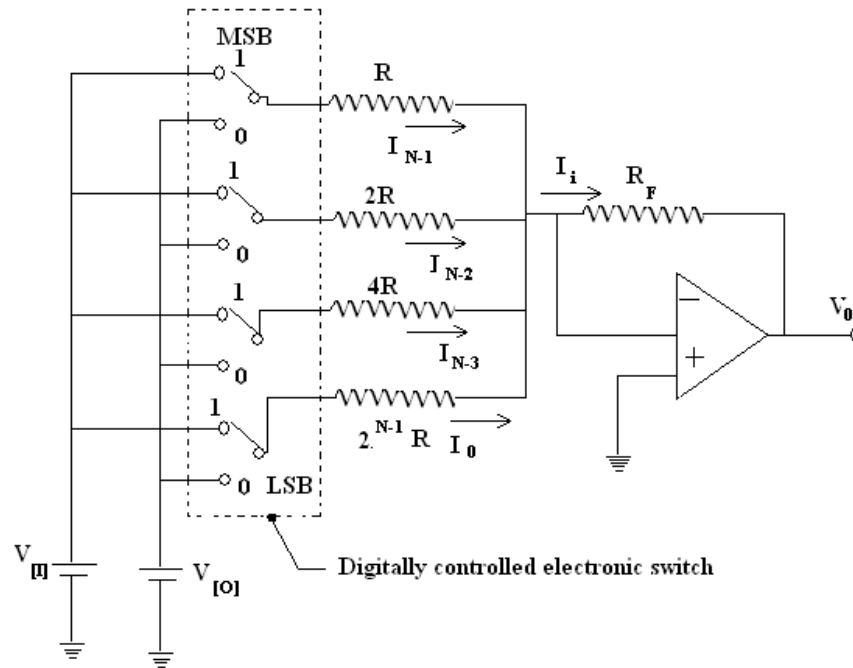 MSB
1
R
0
I N-1
1
2R
I i
R F
0
I N-2
1
4R
V 0
I N-3
0
1
2. N-1 R
I 0
0 LSB
V [I]
V [O]
Digitally controlled electronic switch
− 
+